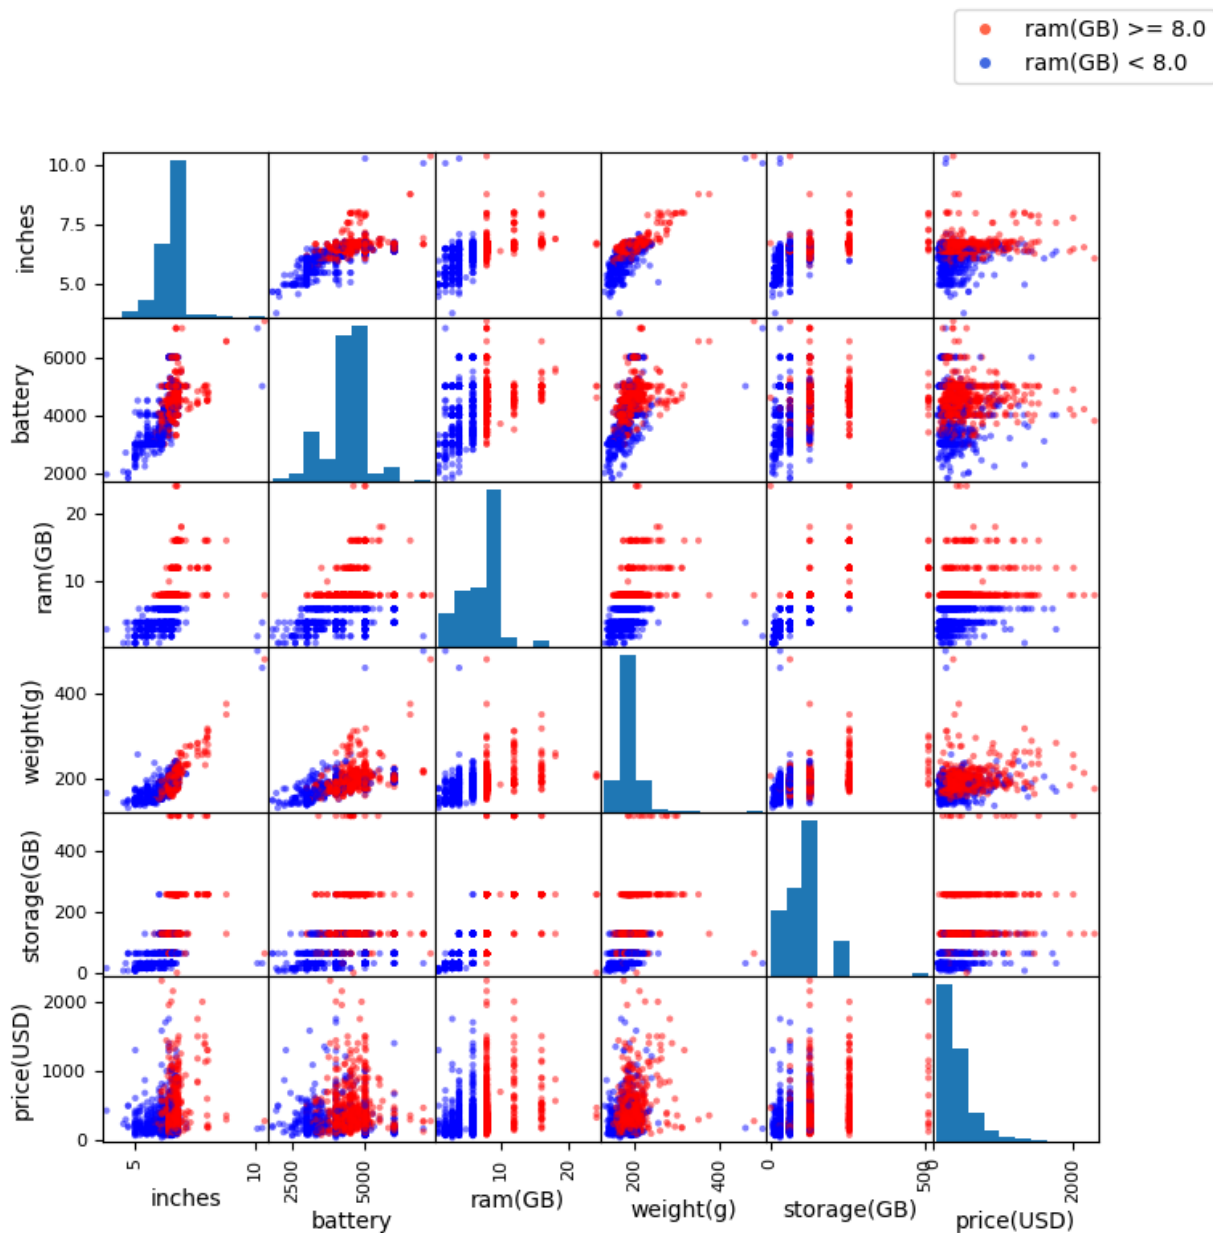 ram(GB) >= 8.0
ram(GB) < 8.0
10.0
7.5
5.0
inches
6000
4000
2000
battery
20
10
ram(GB)
400
200
weight(g)
400
200
0
storage(GB)
2000
1000
0
price(USD)
5
10
inches
2500
5000
battery
10
20
ram(GB)
200
400
weight(g)
0
500
storage(GB)
0
2000
price(USD)